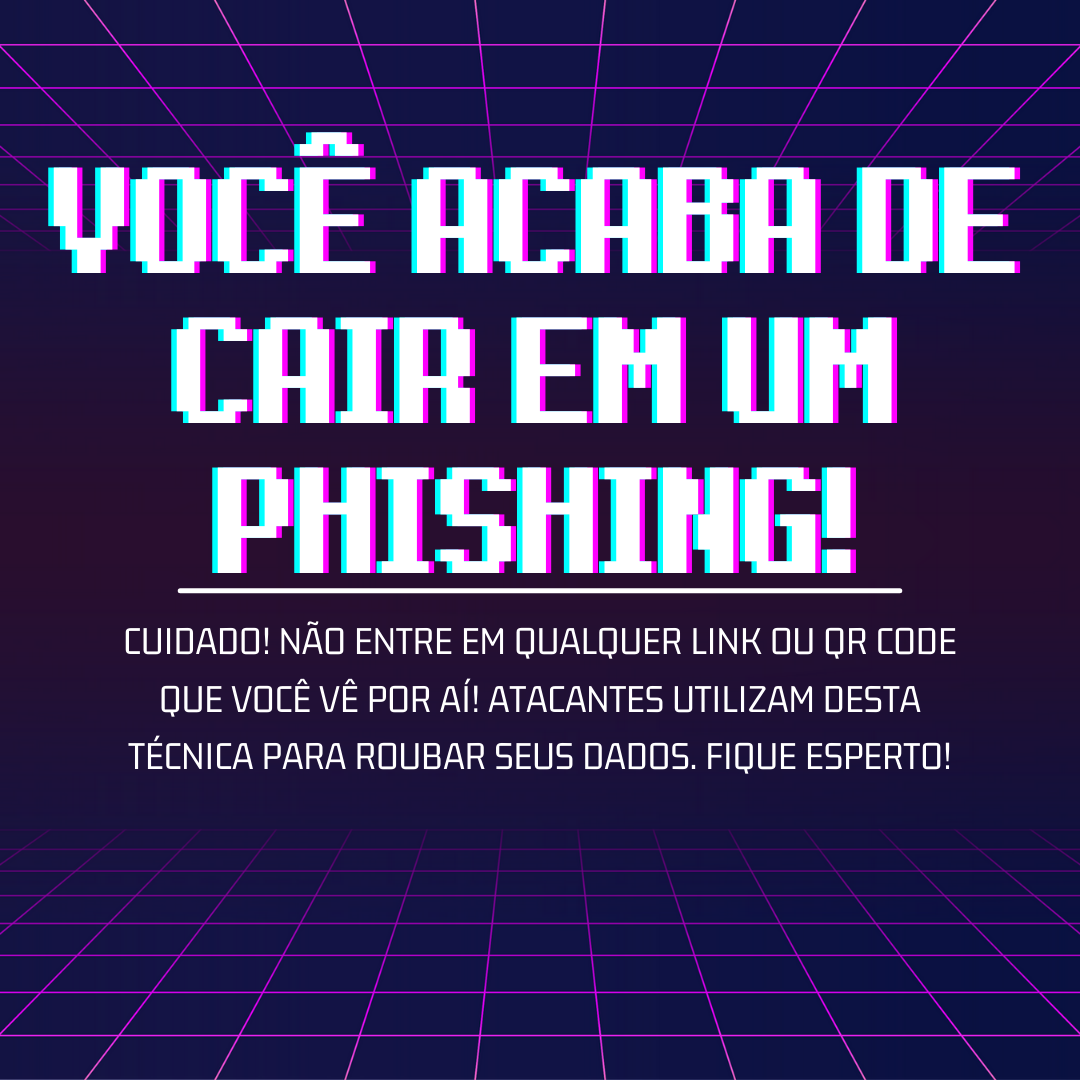 VOCÊ ACABA DE
CAIR EM UM
PHISHING!
CUIDADO! NÃO ENTRE EM QUALQUER LINK OU QR CODE
QUE VOCÊ VÊ POR AÍ! ATACANTES UTILIZAM DESTA
TÉCNICA PARA ROUBAR SEUS DADOS. FIQUE ESPERTO!